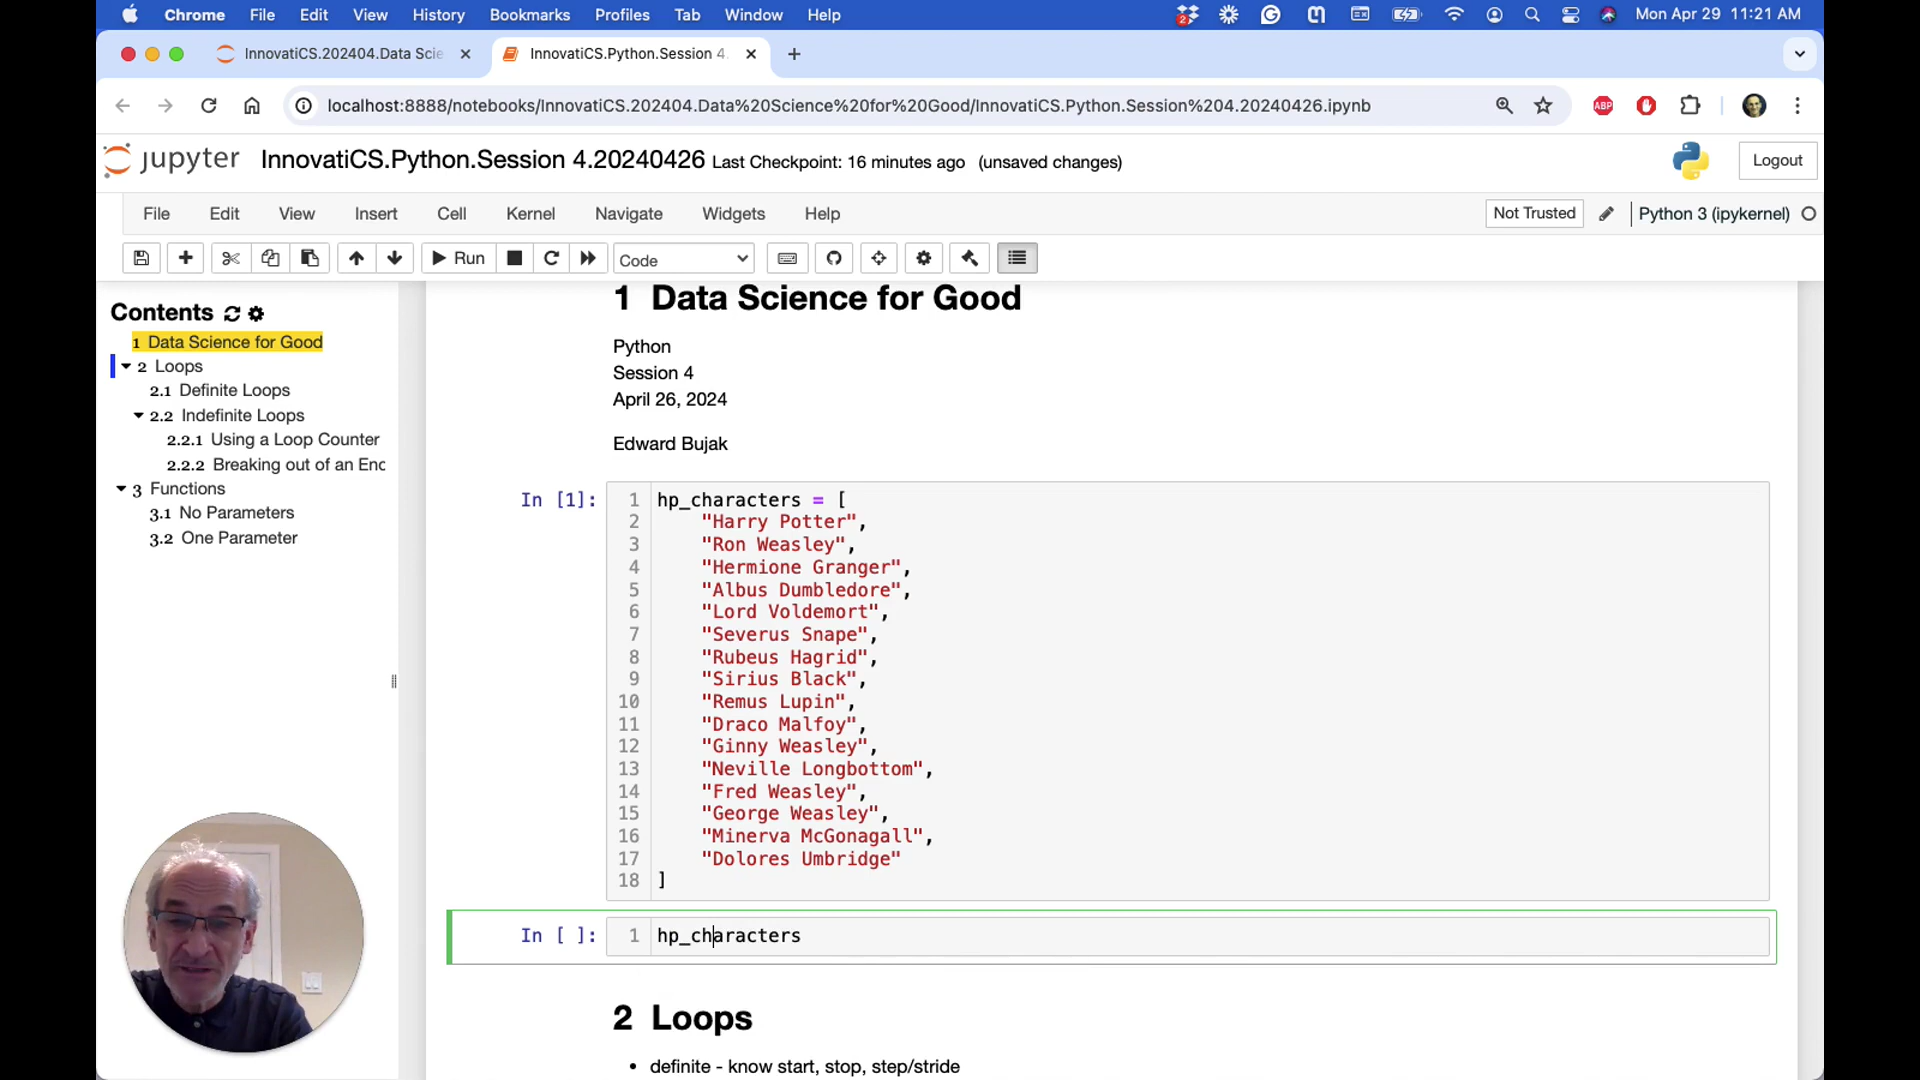 Chrome File Edit View History Bookmarks Profiles Tab Window Help 2 Mon Apr 29 11:21 AM
InnovatiCS.202404.Data Scie InnovatiCS.Python.Session 4.
localhost:8888/notebooks/InnovatiCS.202404.Data%20Science%20for%20Good/InnovatiCS.Python.Session%204.20240426.ipynb ABP
jupyter InnovatiCS.Python.Session 4.20240426 Last Checkpoint: 16 minutes ago (unsaved changes) Logout
File Edit View Insert Cell Kernel Navigate Widgets Help Not Trusted Python 3 (ipykernel)
Run Code
Contents
1 Data Science for Good
2 Loops
2.1 Definite Loops
2.2 Indefinite Loops
2.2.1 Using a Loop Counter
2.2.2 Breaking out of an Enc
3 Functions
3.1 No Parameters
3.2 One Parameter
1 Data Science for Good
Python
Session 4
April 26, 2024
Edward Bujak
In [1]: 1 hp_characters = [
2 "Harry Potter",
3 "Ron Weasley",
4 "Hermione Granger",
5 "Albus Dumbledore",
6 "Lord Voldemort",
7 "Severus Snape",
8 "Rubeus Hagrid",
9 "Sirius Black",
10 "Remus Lupin",
11 "Draco Malfoy",
12 "Ginny Weasley",
13 "Neville Longbottom",
14 "Fred Weasley",
15 "George Weasley",
16 "Minerva McGonagall",
17 "Dolores Umbridge"
18 ]
In [ ]: 1 hp_characters
2 Loops
• definite - know start, stop, step/stride